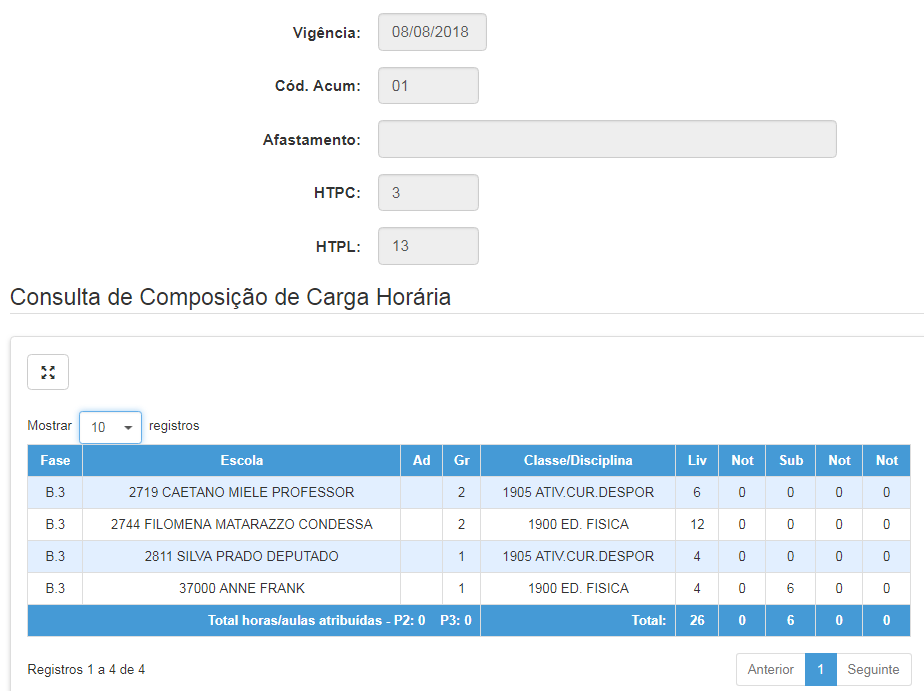 Vigência: 08/08/2018
Cód. Acum: 01
Afastamento:
HTPC: 3
HTPL: 13
Consulta de Composição de Carga Horária
Mostrar 10 registros
Fase Escola Ad Gr Classe/Disciplina Liv Not Sub Not Not
B.3 2719 CAETANO MIELE PROFESSOR 2 1905 ATIV.CUR.DESPOR 6 0 0 0 0
B.3 2744 FILOMENA MATARAZZO CONDESSA 2 1900 ED. FISICA 12 0 0 0 0
B.3 2811 SILVA PRADO DEPUTADO 1 1905 ATIV.CUR.DESPOR 4 0 0 0 0
B.3 37000 ANNE FRANK 1 1900 ED. FISICA 4 0 6 0 0
Total horas/aulas atribuídas - P2: 0 P3: 0 Total: 26 0 6 0 0
Registros 1 a 4 de 4 Anterior 1 Seguinte